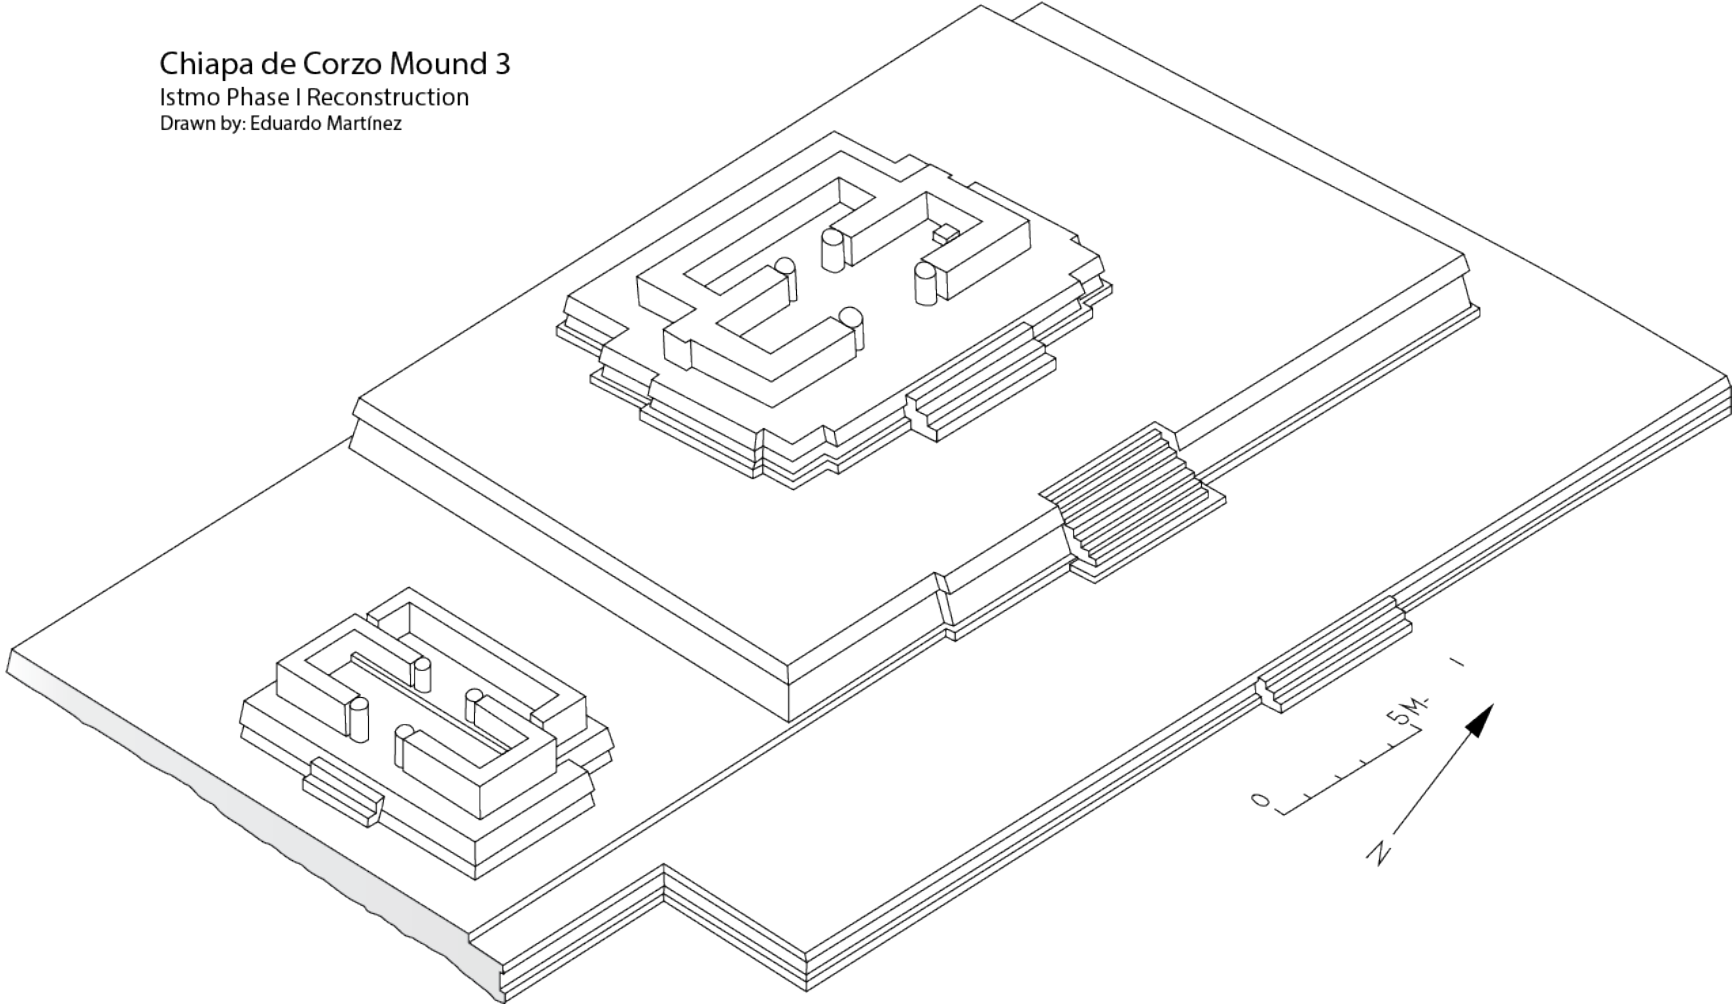 Chiapa de Corzo Mound 3
Istmo Phase I Reconstruction
Drawn by: Eduardo Martínez
0
5M.
N